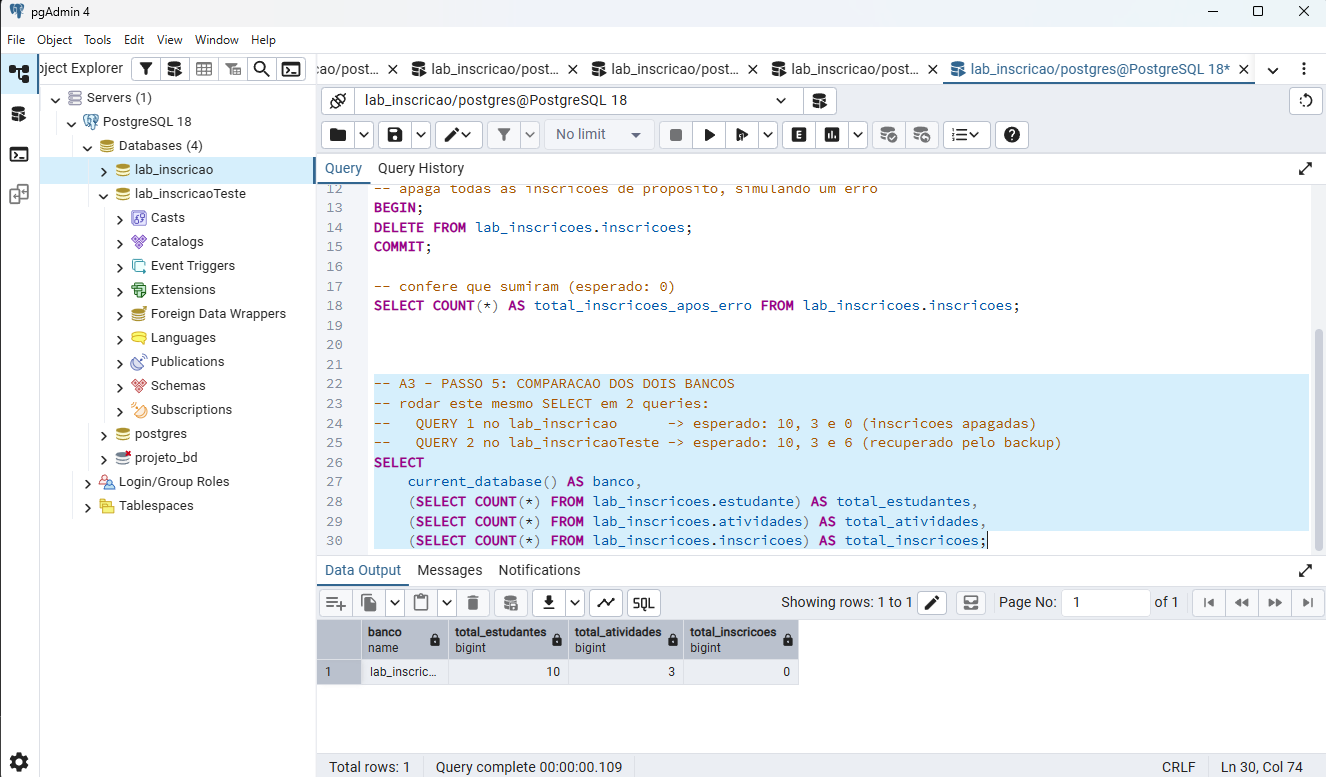 pgAdmin 4
File Object Tools Edit View Window Help
bject Explorer
cao/post... lab_inscricao/post... lab_inscricao/post... lab_inscricao/post... lab_inscricao/postgres@PostgreSQL 18*
Servers (1)
PostgreSQL 18
Databases (4)
lab_inscricao
lab_inscricaoTeste
Casts
Catalogs
Event Triggers
Extensions
Foreign Data Wrappers
Languages
Publications
Schemas
Subscriptions
postgres
projeto_bd
Login/Group Roles
Tablespaces
lab_inscricao/postgres@PostgreSQL 18
No limit
E
Query Query History
12 -- apaga todas as inscricoes de proposito, simulando um erro
13 BEGIN;
14 DELETE FROM lab_inscricoes.inscricoes;
15 COMMIT;
16
17 -- confere que sumiram (esperado: 0)
18 SELECT COUNT(*) AS total_inscricoes_apos_erro FROM lab_inscricoes.inscricoes;
19
20
21
22 -- A3 - PASSO 5: COMPARACAO DOS DOIS BANCOS
23 -- rodar este mesmo SELECT em 2 queries:
24 --   QUERY 1 no lab_inscricao      -> esperado: 10, 3 e 0 (inscricoes apagadas)
25 --   QUERY 2 no lab_inscricaoTeste -> esperado: 10, 3 e 6 (recuperado pelo backup)
26 SELECT
27     current_database() AS banco,
28     (SELECT COUNT(*) FROM lab_inscricoes.estudante) AS total_estudantes,
29     (SELECT COUNT(*) FROM lab_inscricoes.atividades) AS total_atividades,
30     (SELECT COUNT(*) FROM lab_inscricoes.inscricoes) AS total_inscricoes;
Data Output Messages Notifications
SQL Showing rows: 1 to 1 Page No: 1 of 1
banco total_estudantes total_atividades total_inscricoes
name bigint bigint bigint
1 lab_inscric... 10 3 0
Total rows: 1 Query complete 00:00:00.109 CRLF Ln 30, Col 74